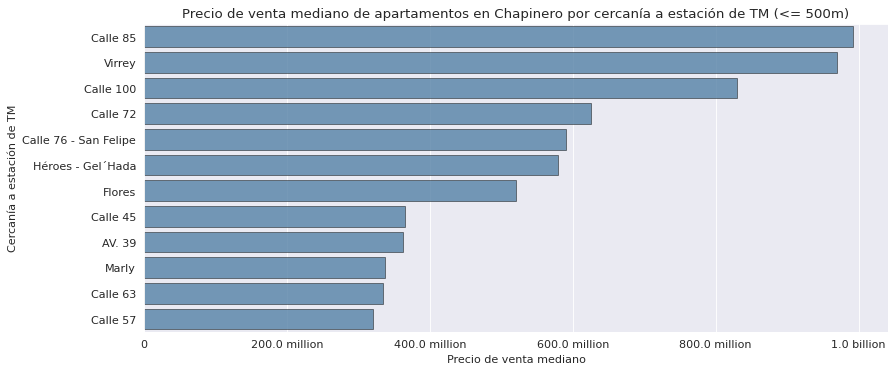 Precio de venta mediano de apartamentos en Chapinero por cercanía a estación de TM (<= 500m)
Cercanía a estación de TM
Calle 85
Virrey
Calle 100
Calle 72
Calle 76 - San Felipe
Héroes - Gel´Hada
Flores
Calle 45
AV. 39
Marly
Calle 63
Calle 57
0 200.0 million 400.0 million 600.0 million 800.0 million 1.0 billion
Precio de venta mediano